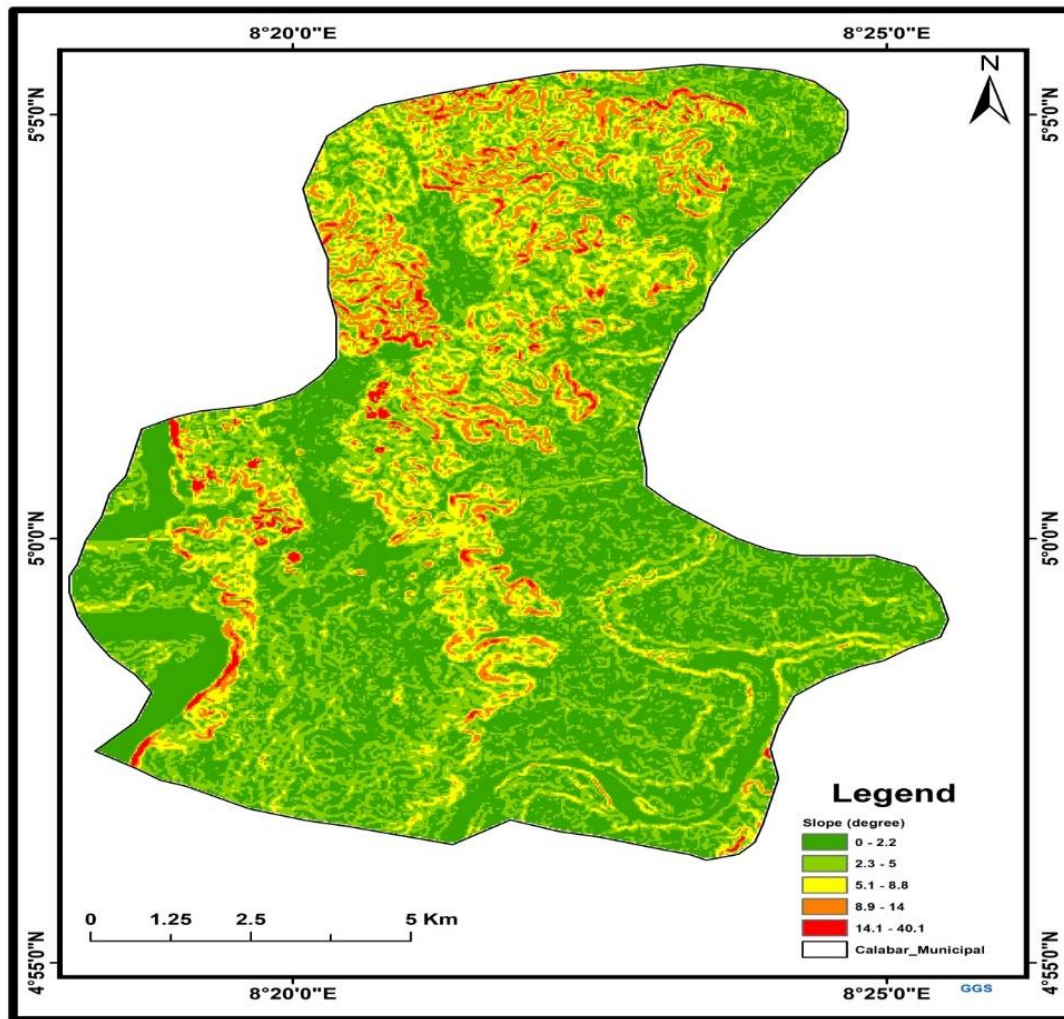 8°20'0"E 8°25'0"E
N
5°5'0"N 5°5'0"N
5°0'0"N 5°0'0"N
Legend
Slope (degree)
0 - 2.2
2.3 - 5
5.1 - 8.8
8.9 - 14
14.1 - 40.1
Calabar_Municipal
0 1.25 2.5 5 Km
4°55'0"N 4°55'0"N
8°20'0"E 8°25'0"E
GGS